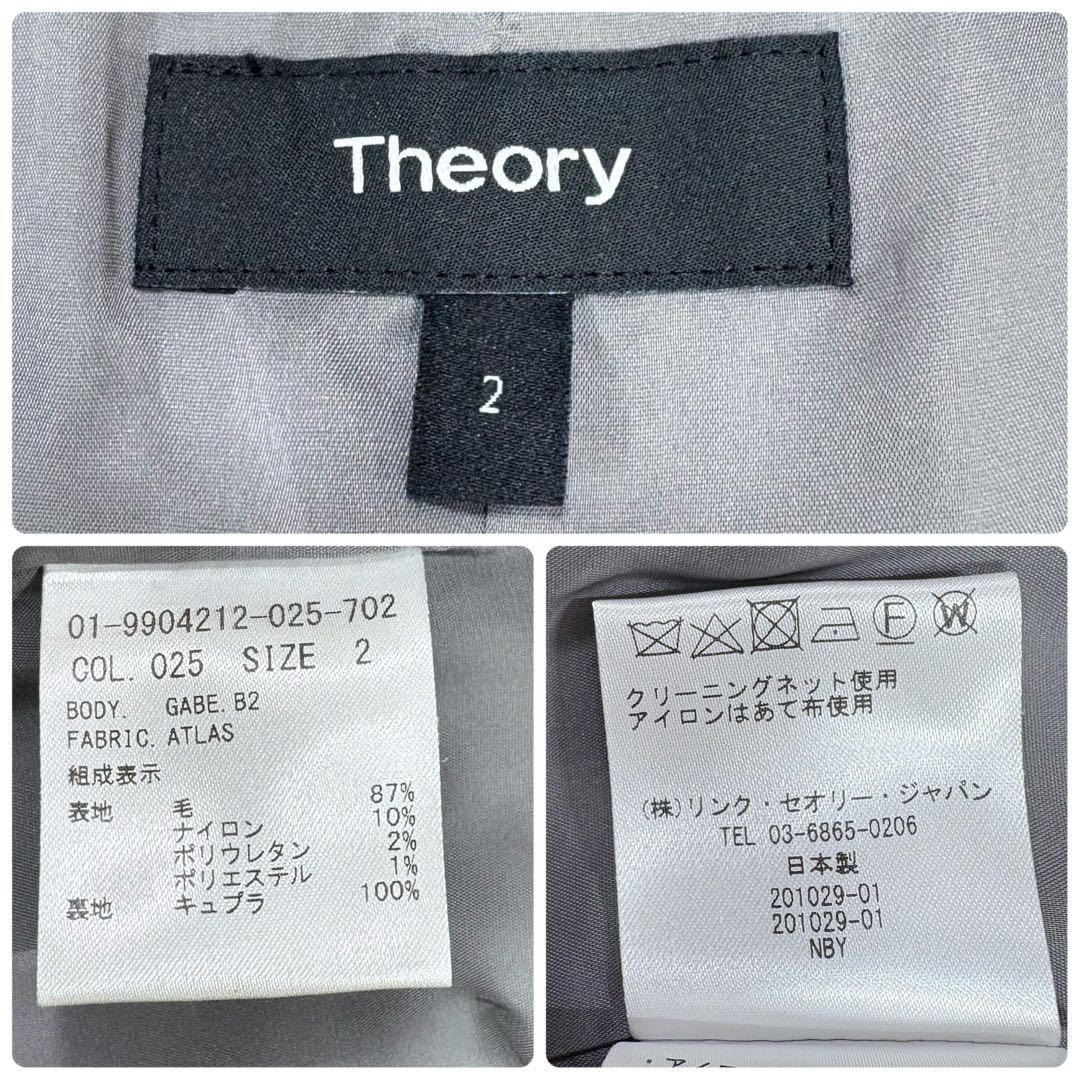 Theory
2
01-9904212-025-702
COL. 025 SIZE 2
BODY. GABE. B2
FABRIC. ATLAS
組成表示
表地 毛 87%
ナイロン 10%
ポリウレタン 2%
ポリエステル 1%
裏地 キュプラ 100%
F W
クリーニングネット使用
アイロンはあて布使用
(株)リンク・セオリー・ジャパン
TEL 03-6865-0206
日本製
201029-01
201029-01
NBY